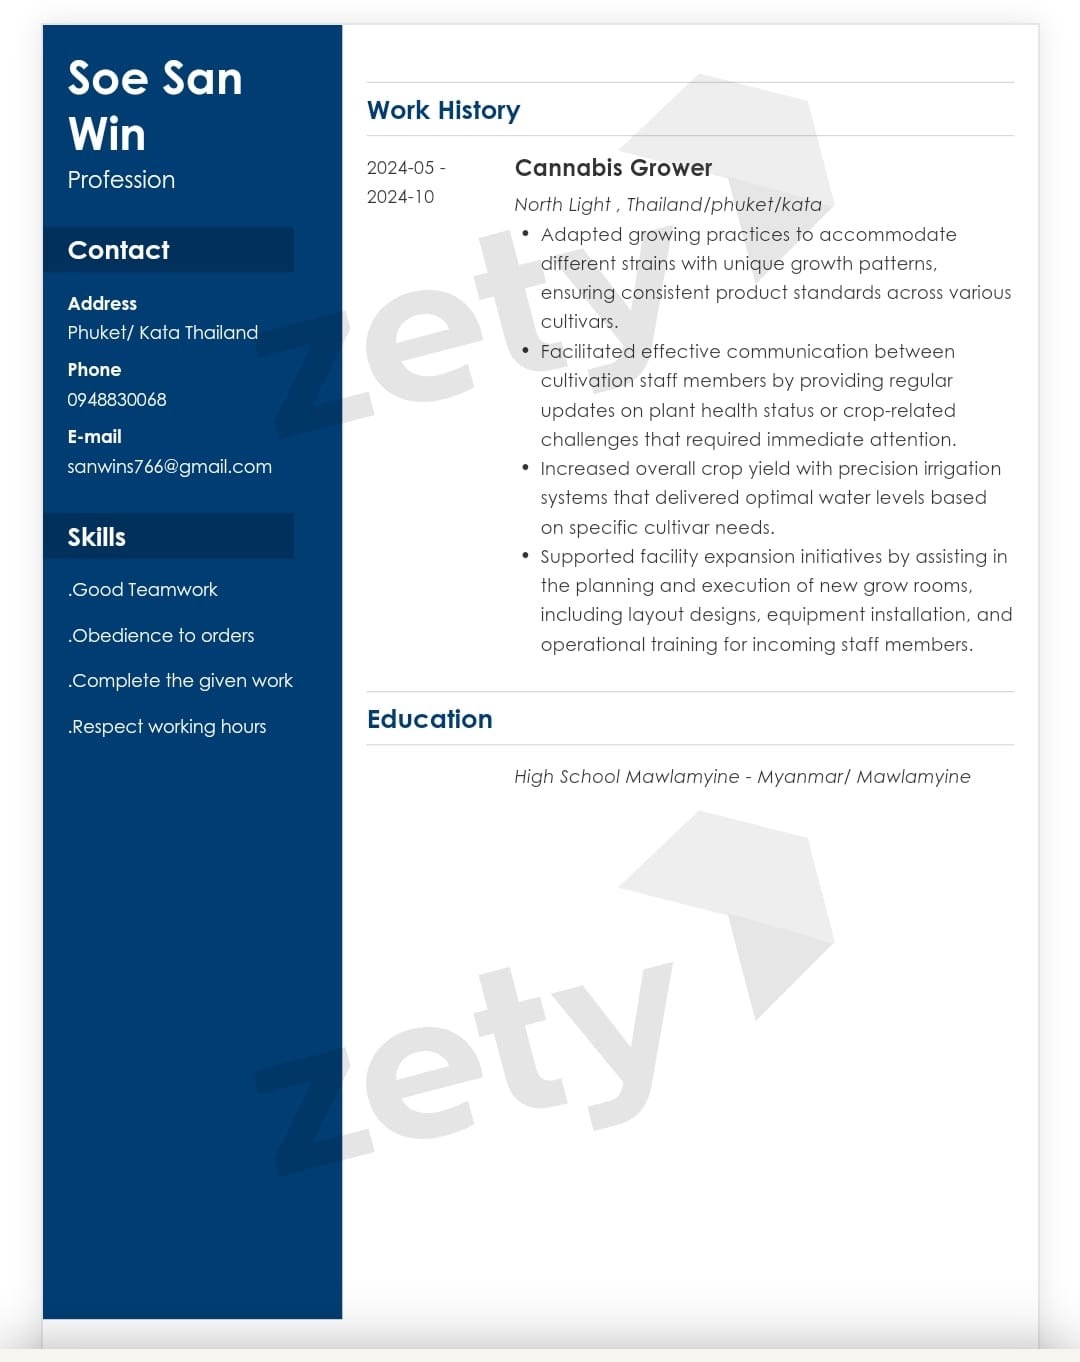 Soe San
Win
Profession
Contact
Address
Phuket/ Kata Thailand
Phone
0948830068
E-mail
sanwins766@gmail.com
Skills
.Good Teamwork
.Obedience to orders
.Complete the given work
.Respect working hours
Work History
2024-05 -
2024-10
Cannabis Grower
North Light , Thailand/phuket/kata
• Adapted growing practices to accommodate
different strains with unique growth patterns,
ensuring consistent product standards across various
cultivars.
• Facilitated effective communication between
cultivation staff members by providing regular
updates on plant health status or crop-related
challenges that required immediate attention.
• Increased overall crop yield with precision irrigation
systems that delivered optimal water levels based
on specific cultivar needs.
• Supported facility expansion initiatives by assisting in
the planning and execution of new grow rooms,
including layout designs, equipment installation, and
operational training for incoming staff members.
Education
High School Mawlamyine - Myanmar/ Mawlamyine
zety
zety